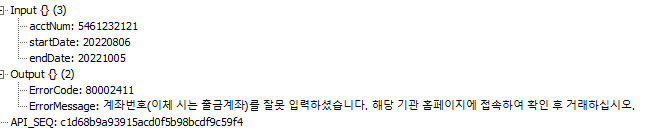 Input {} (3)
acctNum: 5461232121
startDate: 20220806
endDate: 20221005
Output {} (2)
ErrorCode: 80002411
ErrorMessage: 계좌번호(이체 시는 출금계좌)를 잘못 입력하셨습니다. 해당 기관 홈페이지에 접속하여 확인 후 거래하십시오.
API_SEQ: c1d68b9a93915acd0f5b98bcdf9c59f4